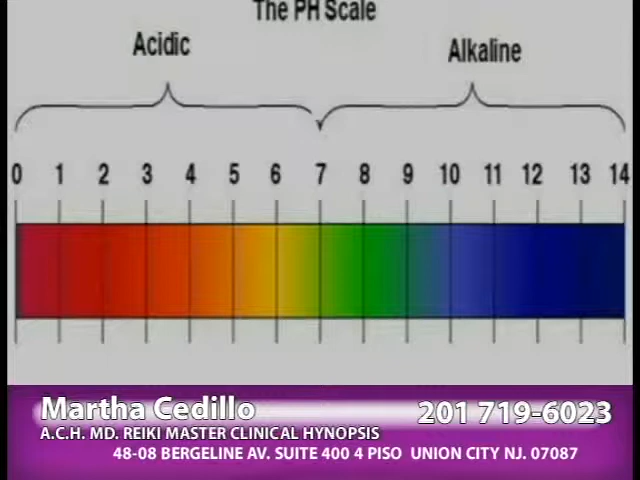 The PH Scale
Acidic
Alkaline
0 1 2 3 4 5 6 7 8 9 10 11 12 13 14
Martha Cedillo
201 719-6023
A.C.H. MD. REIKI MASTER CLINICAL HYNOPSIS
48-08 BERGELINE AV. SUITE 400 4 PISO UNION CITY NJ. 07087